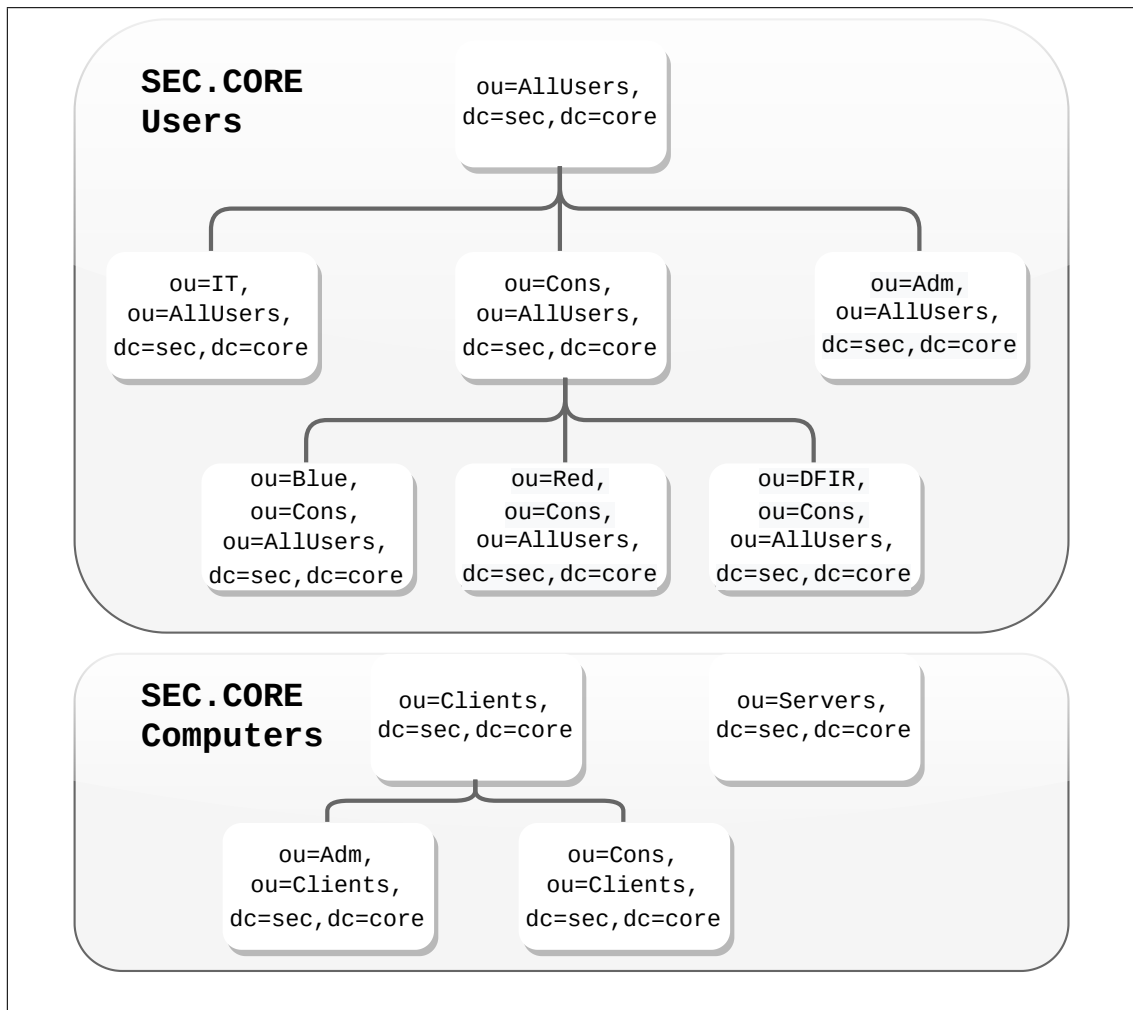 SEC.CORE
Users
ou=AllUsers,
dc=sec,dc=core
ou=IT,
ou=AllUsers,
dc=sec,dc=core
ou=Cons,
ou=AllUsers,
dc=sec,dc=core
ou=Adm,
ou=AllUsers,
dc=sec,dc=core
ou=Blue,
ou=Cons,
ou=AllUsers,
dc=sec,dc=core
ou=Red,
ou=Cons,
ou=AllUsers,
dc=sec,dc=core
ou=DFIR,
ou=Cons,
ou=AllUsers,
dc=sec,dc=core
SEC.CORE
Computers
ou=Clients,
dc=sec,dc=core
ou=Servers,
dc=sec,dc=core
ou=Adm,
ou=Clients,
dc=sec,dc=core
ou=Cons,
ou=Clients,
dc=sec,dc=core